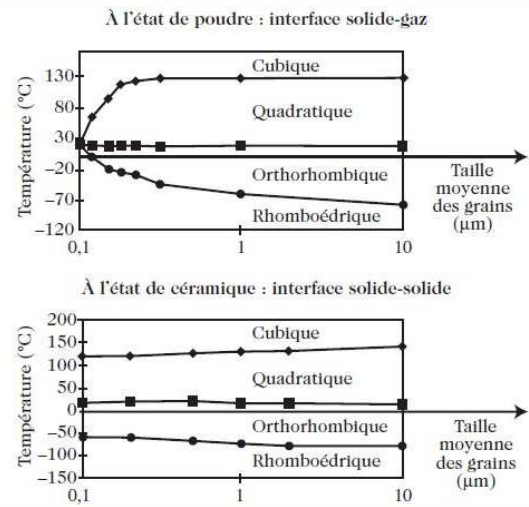 À l'état de poudre : interface solide-gaz
Température (°C)
130
80
30
−20
−70
−120
Cubique
Quadratique
Orthorhombique
Rhomboédrique
0,1
1
10
Taille
moyenne
des grains
(µm)
À l'état de céramique : interface solide-solide
Température (°C)
200
150
100
50
0
−50
−100
−150
Cubique
Quadratique
Orthorhombique
Rhomboédrique
0,1
1
10
Taille
moyenne
des grains
(µm)